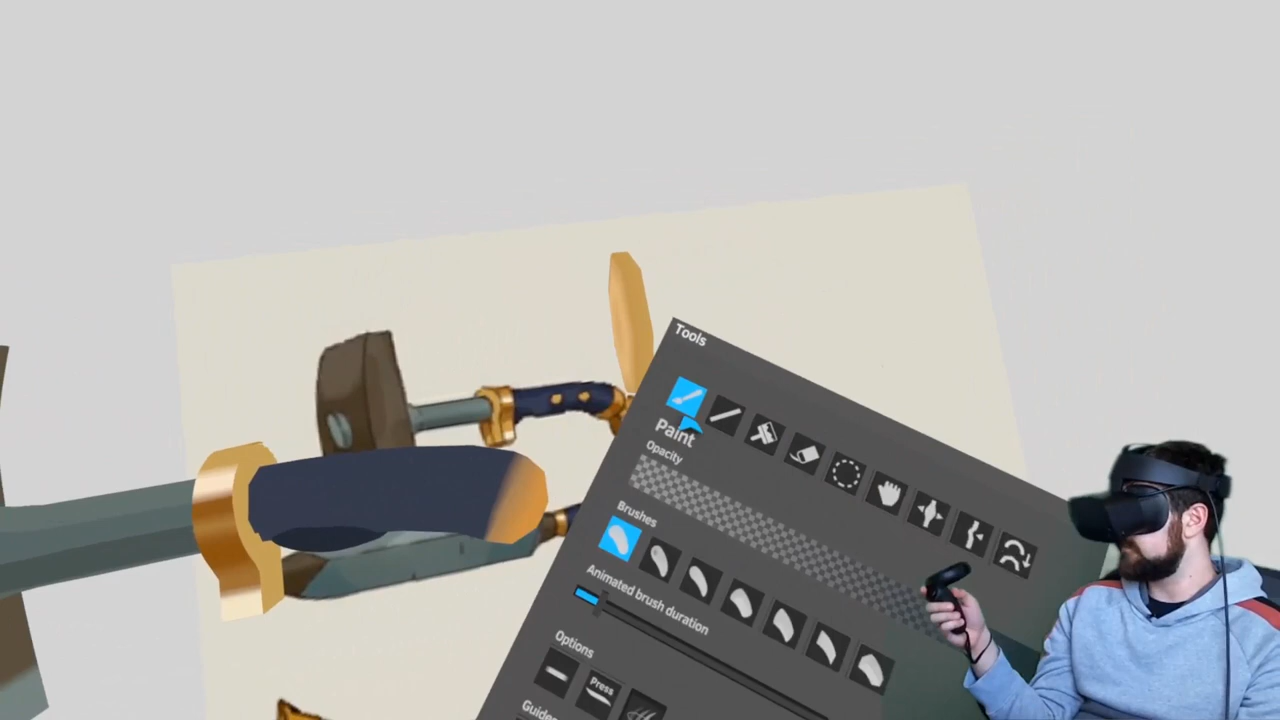 Tools
Paint
Opacity
Brushes
Animated brush duration
Options
Press